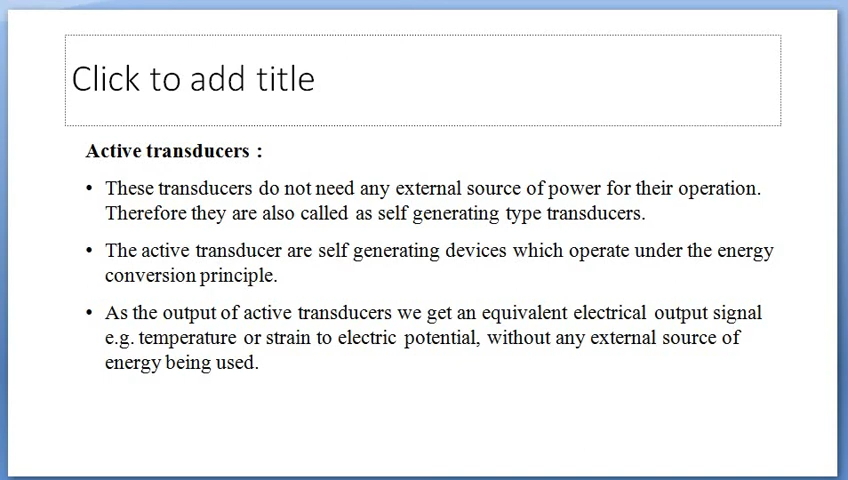 Click to add title
Active transducers :
• These transducers do not need any external source of power for their operation.
Therefore they are also called as self generating type transducers.
• The active transducer are self generating devices which operate under the energy
conversion principle.
• As the output of active transducers we get an equivalent electrical output signal
e.g. temperature or strain to electric potential, without any external source of
energy being used.